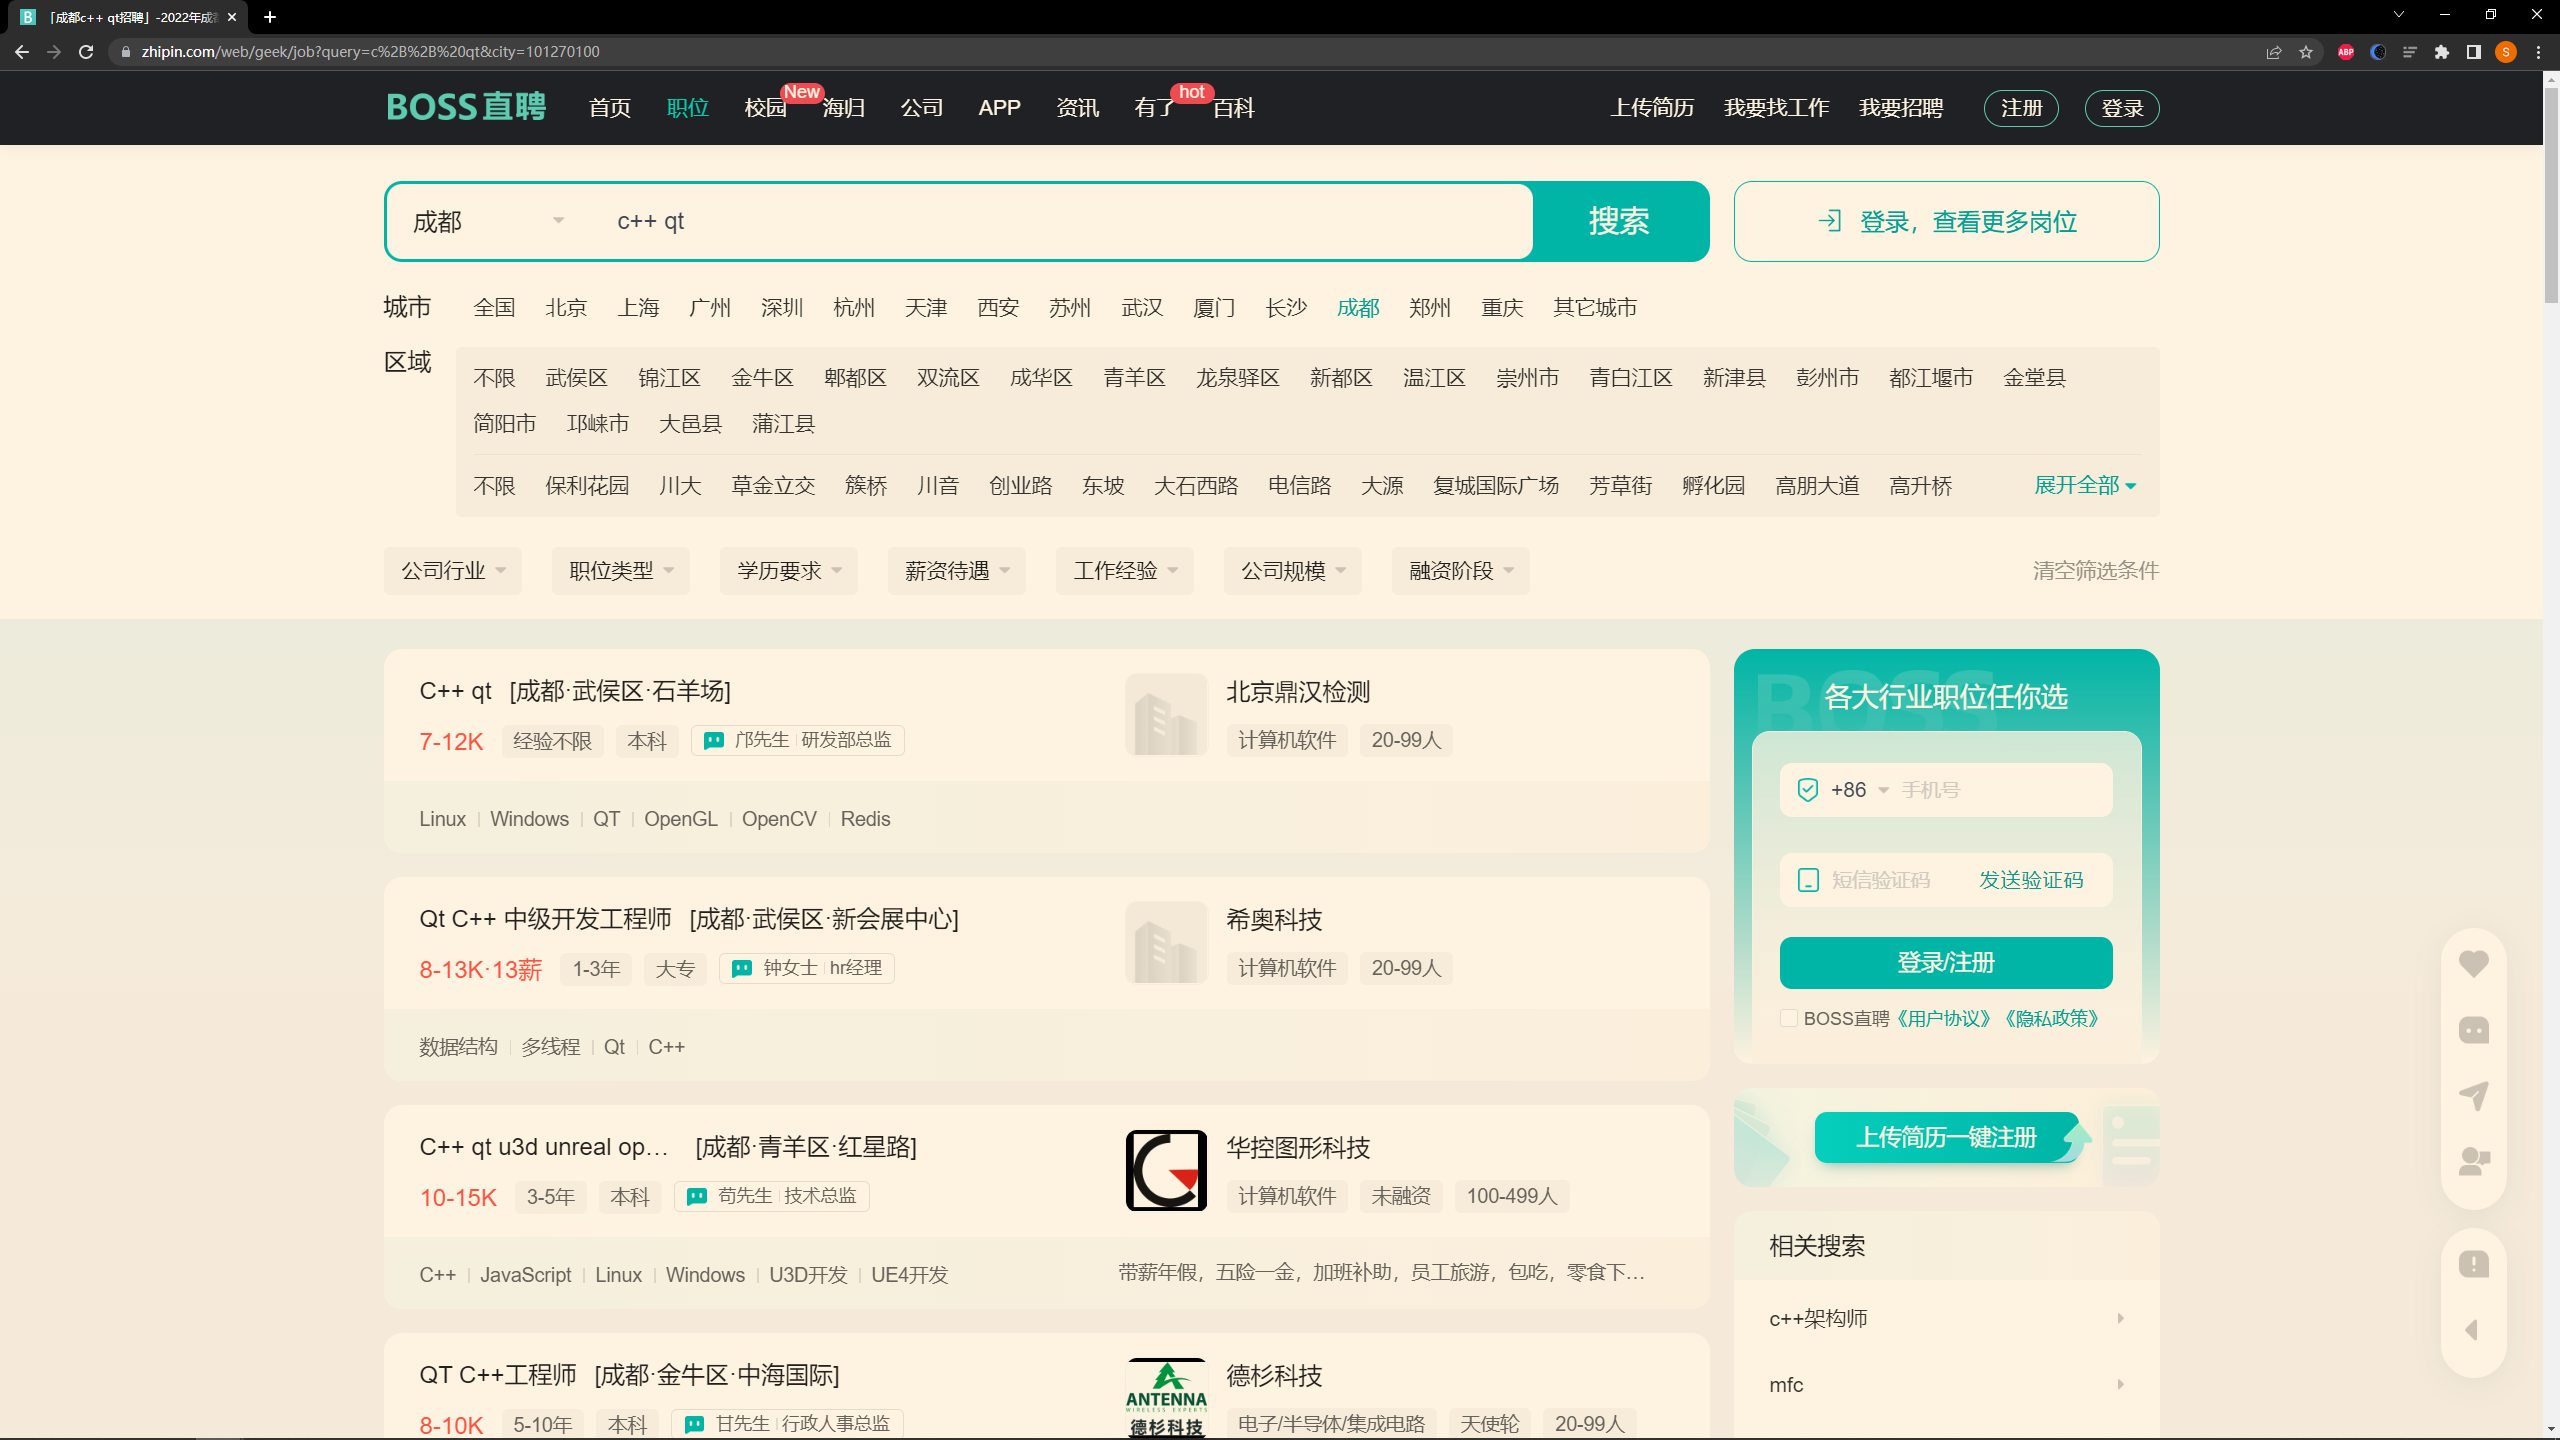 「成都c++ qt招聘」-2022年成
zhipin.com/web/geek/job?query=c%2B%2B%20qt&city=101270100
ABP
S
BOSS直聘 首页 职位 校园 New 海归 公司 APP 资讯 有了 hot 百科 上传简历 我要找工作 我要招聘 注册 登录
成都 c++ qt 搜索 登录，查看更多岗位
城市 全国 北京 上海 广州 深圳 杭州 天津 西安 苏州 武汉 厦门 长沙 成都 郑州 重庆 其它城市
区域 不限 武侯区 锦江区 金牛区 郫都区 双流区 成华区 青羊区 龙泉驿区 新都区 温江区 崇州市 青白江区 新津县 彭州市 都江堰市 金堂县
简阳市 邛崃市 大邑县 蒲江县
不限 保利花园 川大 草金立交 簇桥 川音 创业路 东坡 大石西路 电信路 大源 复城国际广场 芳草街 孵化园 高朋大道 高升桥 展开全部
公司行业 职位类型 学历要求 薪资待遇 工作经验 公司规模 融资阶段 清空筛选条件
C++ qt [成都·武侯区·石羊场] 北京鼎汉检测
7-12K 经验不限 本科 邝先生 研发部总监 计算机软件 20-99人
Linux Windows QT OpenGL OpenCV Redis
Qt C++ 中级开发工程师 [成都·武侯区·新会展中心] 希奥科技
8-13K·13薪 1-3年 大专 钟女士 hr经理 计算机软件 20-99人
数据结构 多线程 Qt C++
C++ qt u3d unreal op... [成都·青羊区·红星路] 华控图形科技
10-15K 3-5年 本科 苟先生 技术总监 计算机软件 未融资 100-499人
C++ JavaScript Linux Windows U3D开发 UE4开发 带薪年假，五险一金，加班补助，员工旅游，包吃，零食下...
QT C++工程师 [成都·金牛区·中海国际] 德杉科技
8-10K 5-10年 本科 甘先生 行政人事总监 电子/半导体/集成电路 天使轮 20-99人
ANTENNA
WIRELESS EXPERTS
德杉科技
BOSS
各大行业职位任你选
+86 手机号
短信验证码 发送验证码
登录/注册
BOSS直聘《用户协议》《隐私政策》
上传简历一键注册
相关搜索
c++架构师
mfc